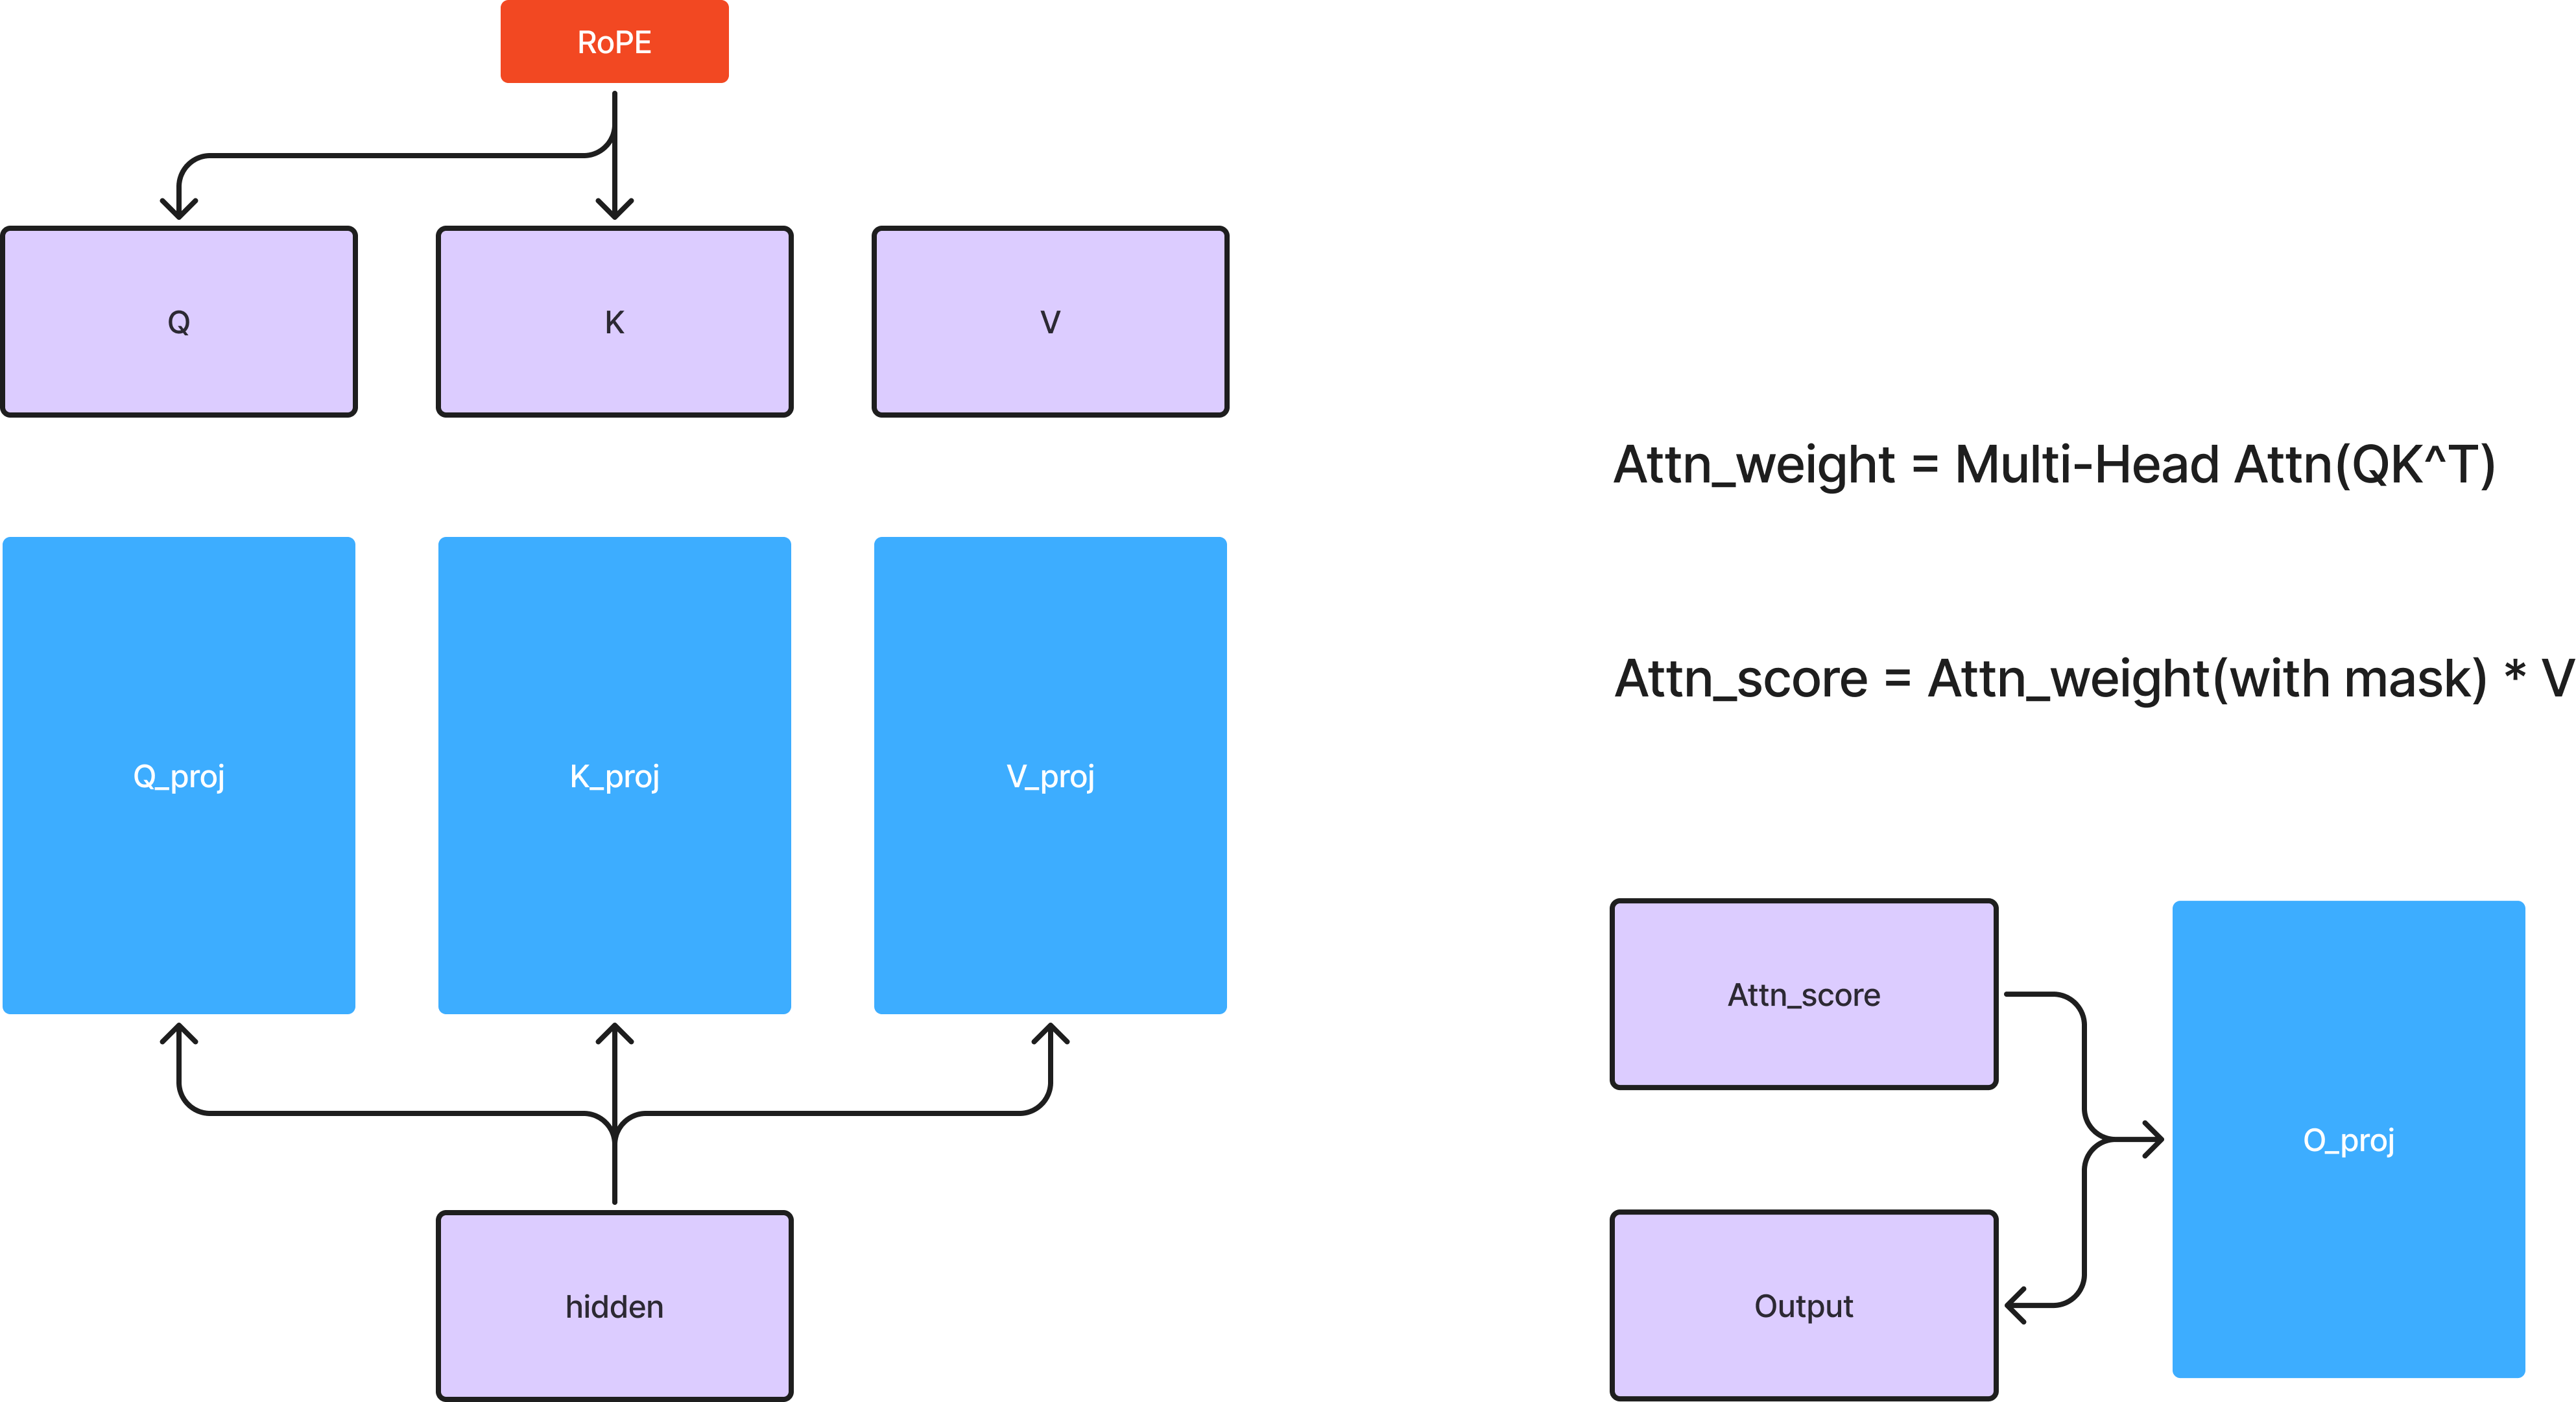 RoPE
Q
K
V
Q_proj
K_proj
V_proj
hidden
Attn_weight = Multi-Head Attn(QK^T)
Attn_score = Attn_weight(with mask) * V
Attn_score
O_proj
Output